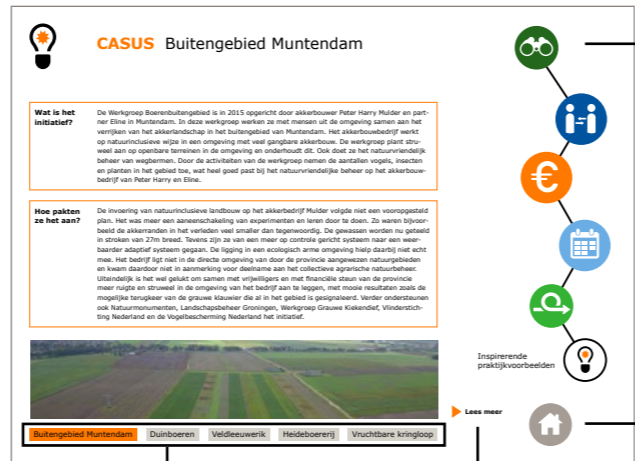 CASUS Buitengebied Muntendam
Wat is het
initiatief?
De Werkgroep Boerenbuitengebied is in 2015 opgericht door akkerbouwer Peter Harry Mulder en part-
ner Eline in Muntendam. In deze werkgroep werken ze met mensen uit de omgeving samen aan het
verrijken van het akkerlandschap in het buitengebied van Muntendam. Het akkerbouwbedrijf werkt
op natuurinclusieve wijze in een omgeving met veel gangbare akkerbouw. De werkgroep plant stru-
weel aan op openbare terreinen in de omgeving en onderhoudt dit. Ook doet ze het natuurvriendelijk
beheer van wegbermen. Door de activiteiten van de werkgroep nemen de aantallen vogels, insecten
en planten in het gebied toe, wat heel goed past bij het natuurvriendelijke beheer op het akkerbouw-
bedrijf van Peter Harry en Eline.
Hoe pakten
ze het aan?
De invoering van natuurinclusieve landbouw op het akkerbedrijf Mulder volgde niet een vooropgesteld
plan. Het was meer een aaneenschakeling van experimenten en leren door te doen. Zo waren bijvoor-
beeld de akkerranden in het verleden veel smaller dan tegenwoordig. De gewassen worden nu geteeld
in stroken van 27m breed. Tevens zijn ze van een meer op controle gericht systeem naar een weer-
baarder adaptief systeem gegaan. De ligging in een ecologisch arme omgeving hielp daarbij niet echt
mee. Het bedrijf ligt niet in de directe omgeving van door de provincie aangewezen natuurgebieden
en kwam daardoor niet in aanmerking voor deelname aan het collectieve agrarische natuurbeheer.
Uiteindelijk is het wel gelukt om samen met vrijwilligers en met financiële steun van de provincie
meer ruigte en struweel in de omgeving van het bedrijf aan te leggen, met mooie resultaten zoals de
mogelijke terugkeer van de grauwe klauwier die al in het gebied is gesignaleerd. Verder ondersteunen
ook Natuurmonumenten, Landschapsbeheer Groningen, Werkgroep Grauwe Kiekendief, Vlinderstich-
ting Nederland en de Vogelbescherming Nederland het initiatief.
€
Inspirerende
praktijkvoorbeelden
Lees meer
Buitengebied Muntendam Duinboeren Veldleeuwerik Heideboerderij Vruchtbare kringloop